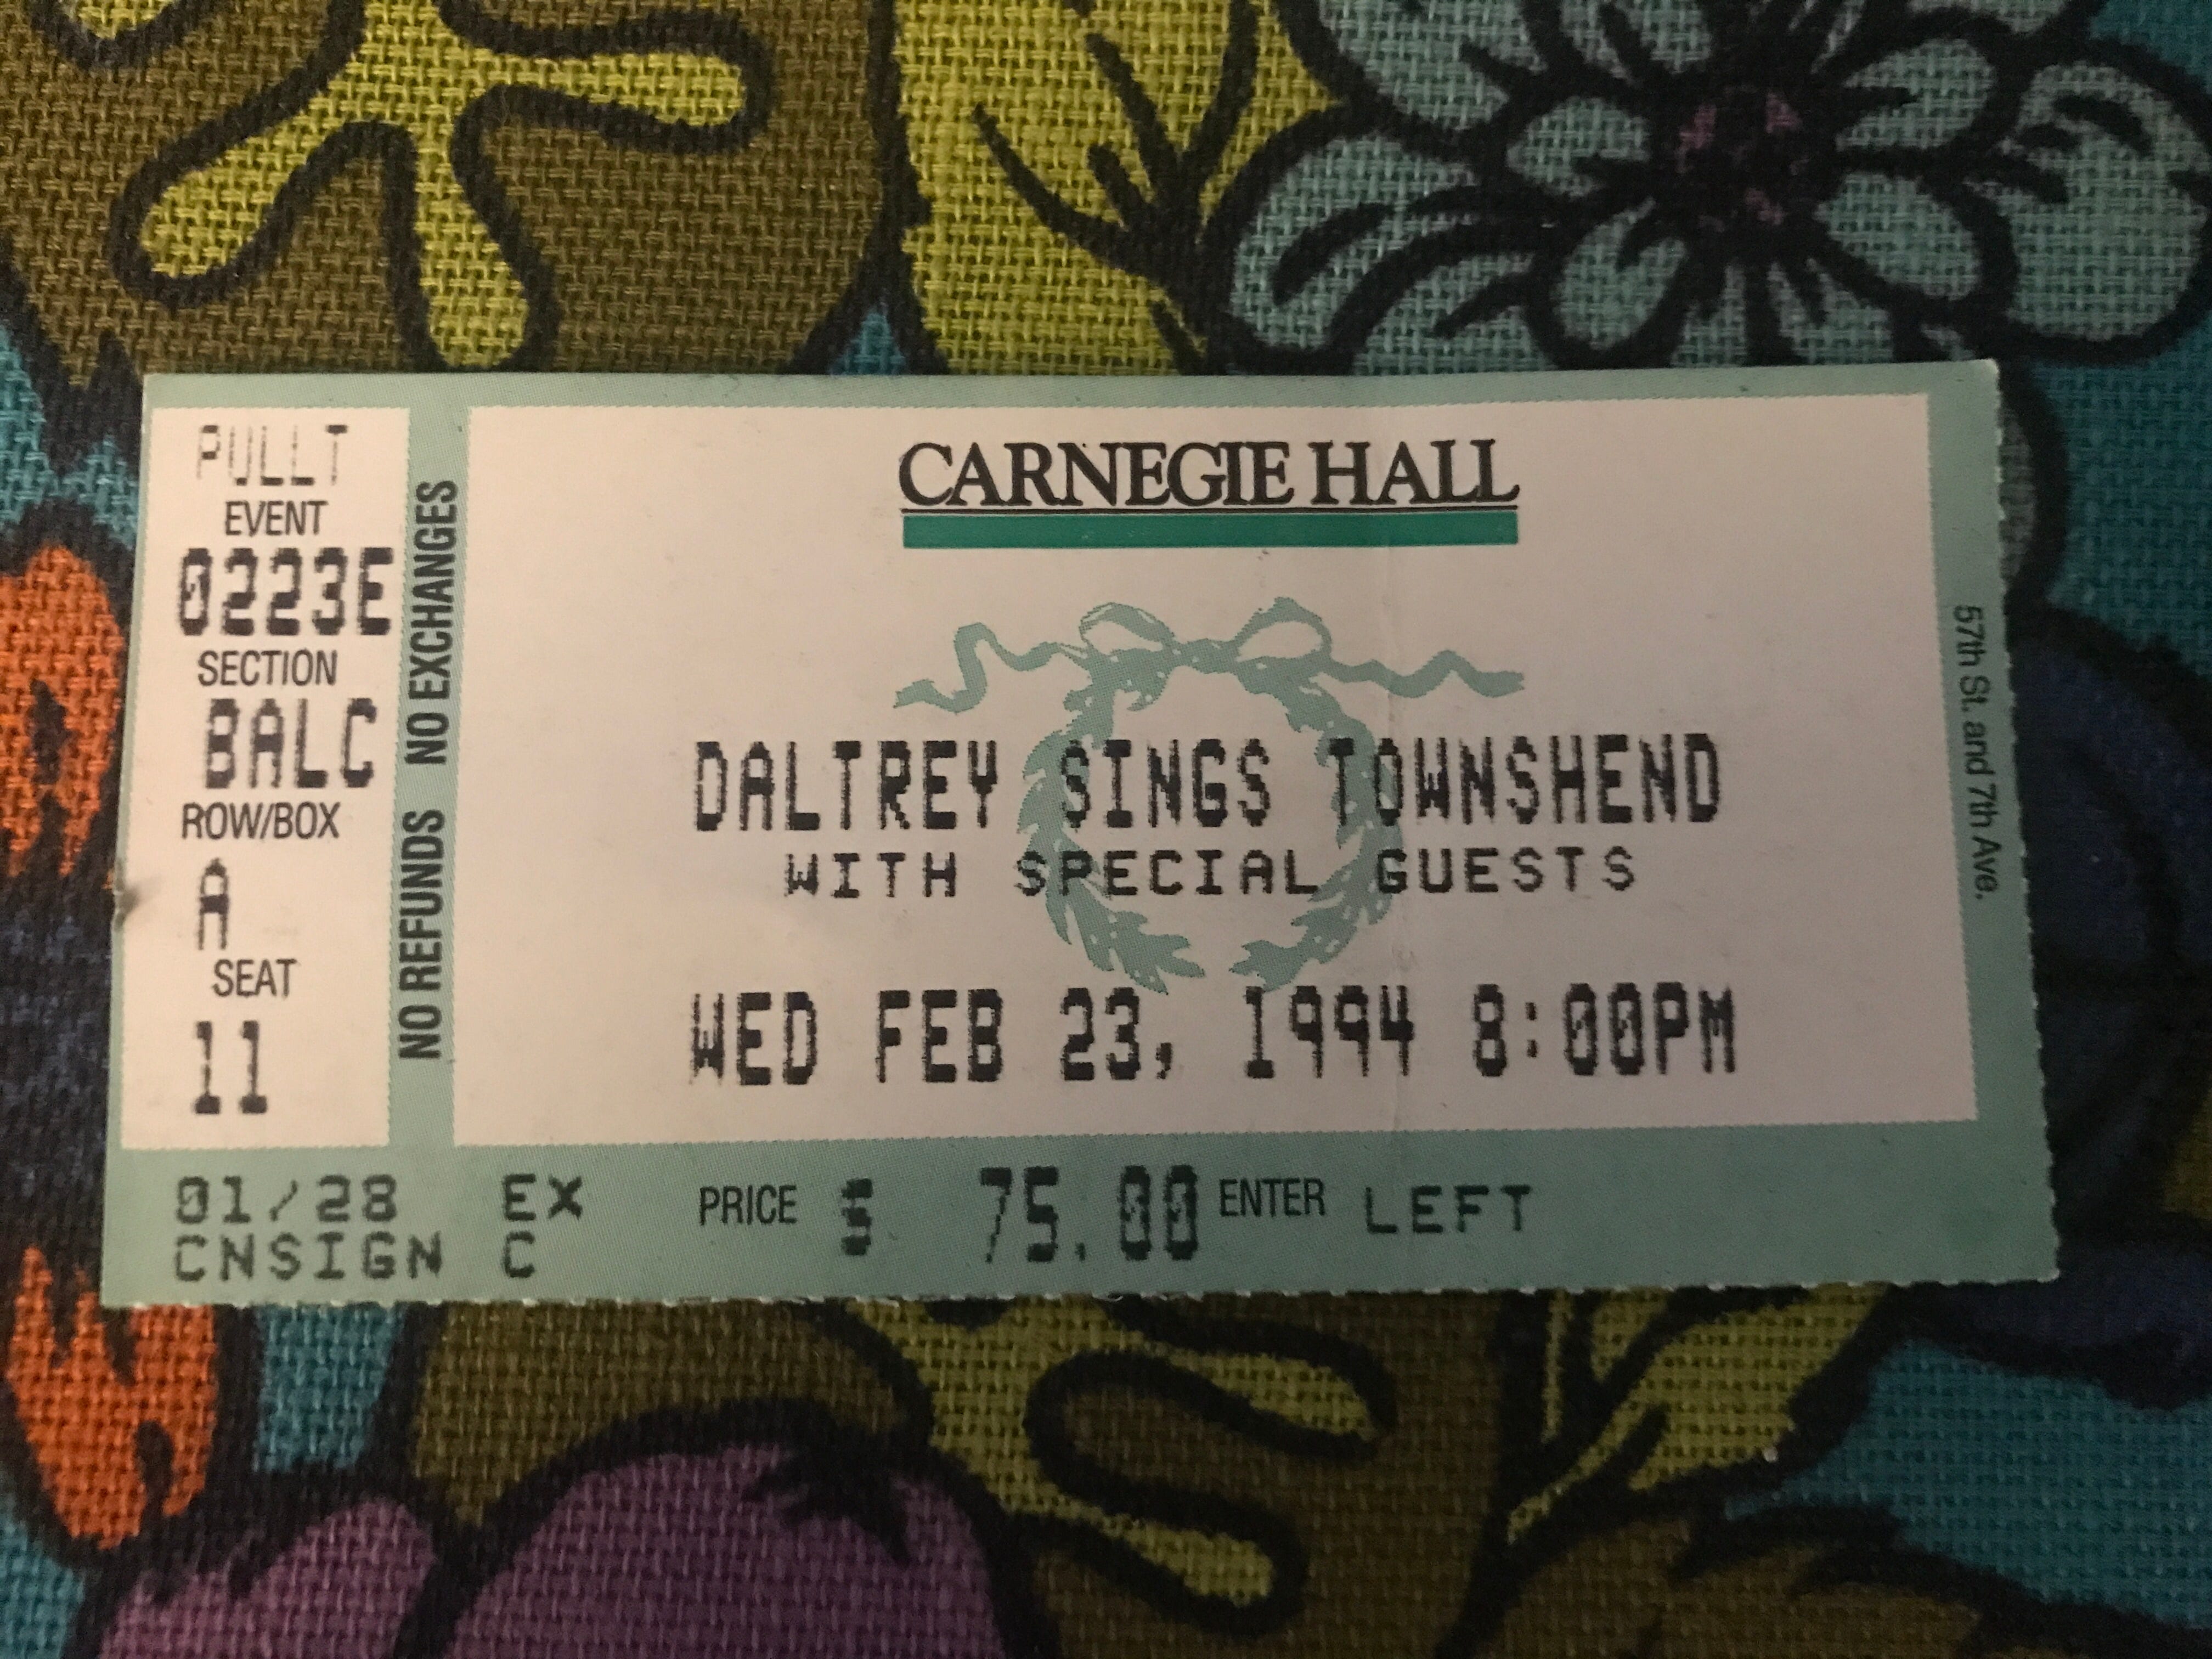 PULLT
EVENT
0223E
SECTION
BALC
ROW/BOX
A
SEAT
11
NO REFUNDS NO EXCHANGES
CARNEGIE HALL
DALTREY SINGS TOWNSHEND
WITH SPECIAL GUESTS
WED FEB 23, 1994 8:00PM
57th St. and 7th Ave.
01/28 EX PRICE $ 75.00 ENTER LEFT
CNSIGN C